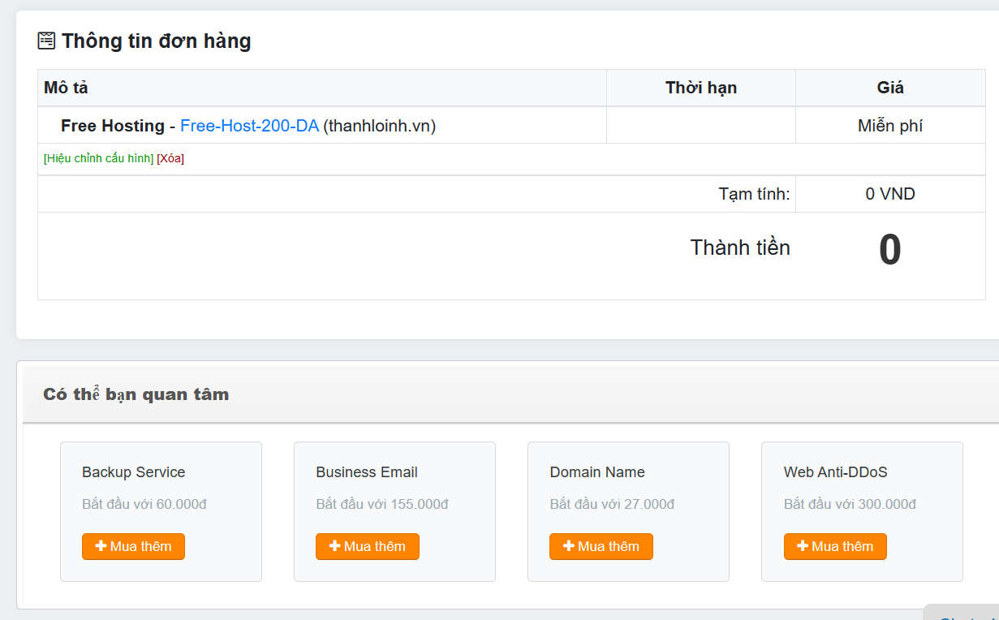 Thông tin đơn hàng
Mô tả Thời hạn Giá
Free Hosting - Free-Host-200-DA (thanhloinh.vn) Miễn phí
[Hiệu chỉnh cấu hình] [Xóa]
Tạm tính: 0 VND
Thành tiền 0
Có thể bạn quan tâm
Backup Service
Bắt đầu với 60.000đ
Mua thêm
Business Email
Bắt đầu với 155.000đ
Mua thêm
Domain Name
Bắt đầu với 27.000đ
Mua thêm
Web Anti-DDoS
Bắt đầu với 300.000đ
Mua thêm